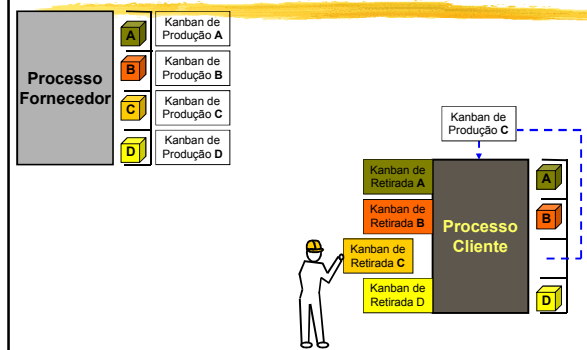 Processo
Fornecedor
A
Kanban de
Produção A
B
Kanban de
Produção B
C
Kanban de
Produção C
D
Kanban de
Produção D
Kanban de
Produção C
Kanban de
Retirada A
Kanban de
Retirada B
Kanban de
Retirada C
Kanban de
Retirada D
Processo
Cliente
A
B
D